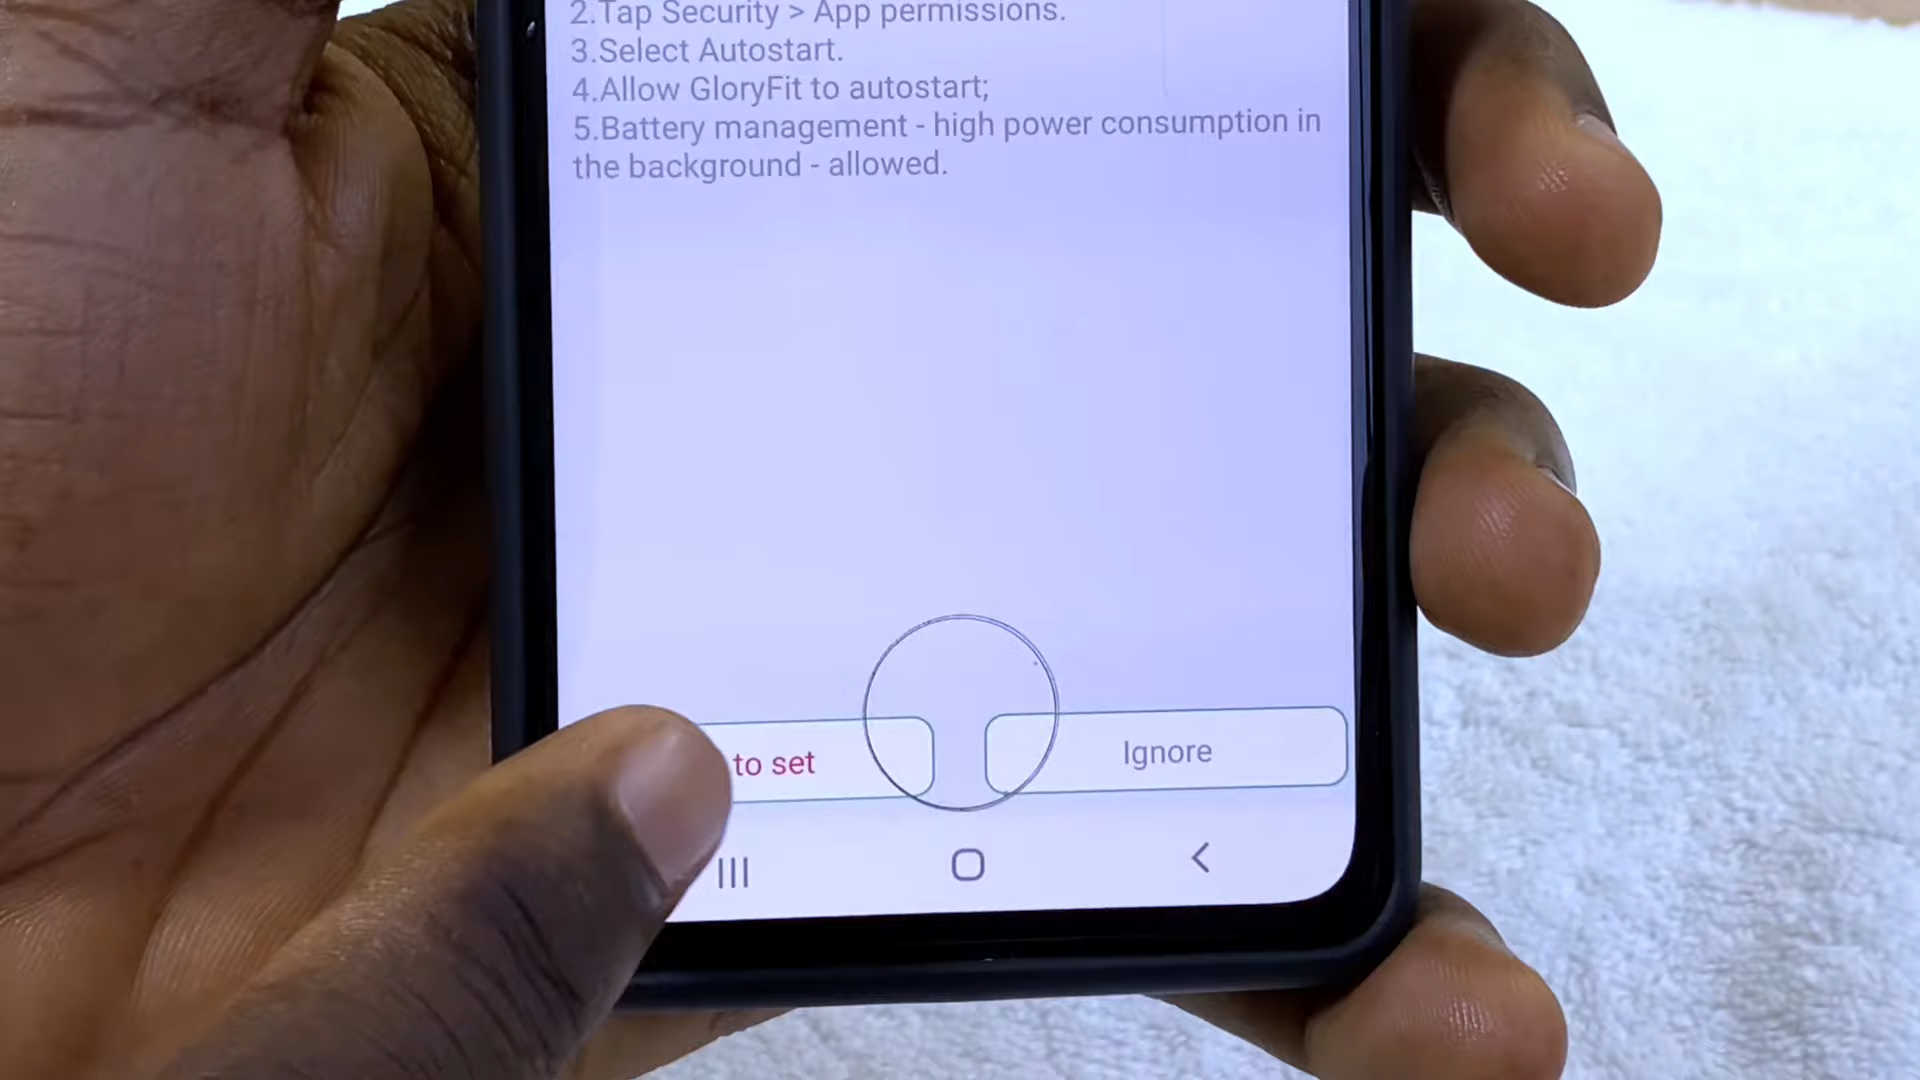 2.Tap Security > App permissions.
3.Select Autostart.
4.Allow GloryFit to autostart;
5.Battery management - high power consumption in
the background - allowed.
to set
Ignore